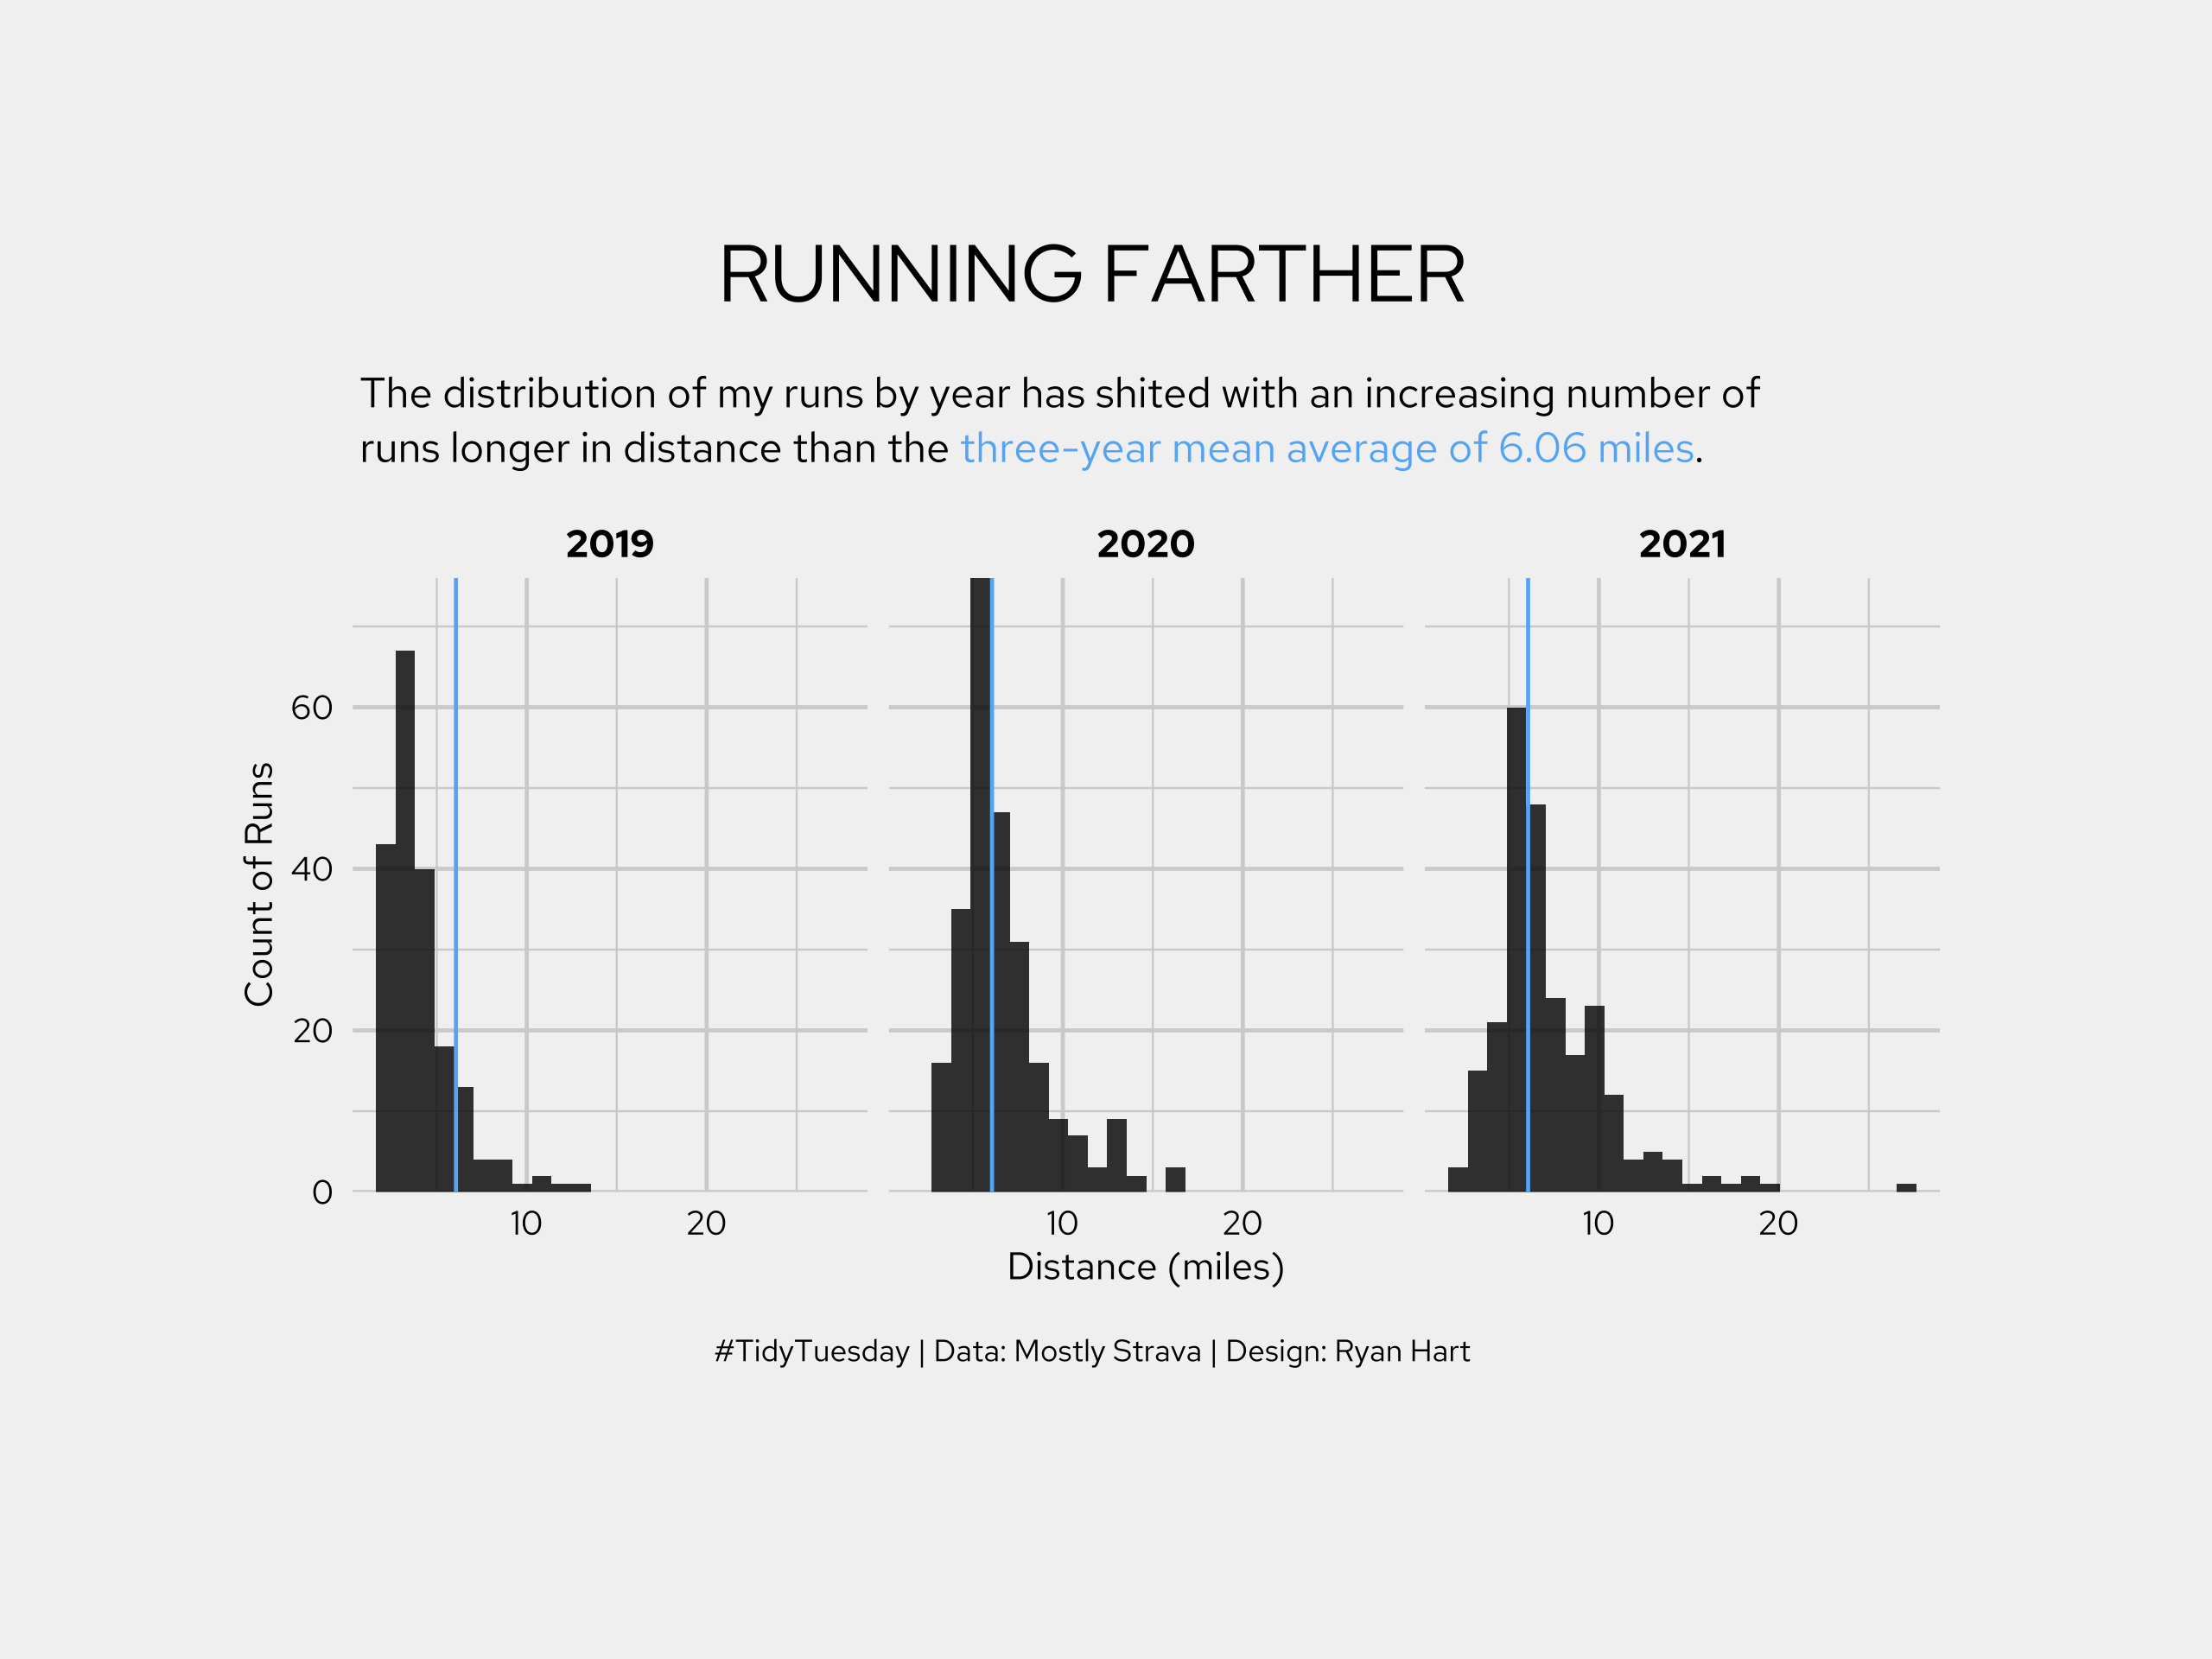 RUNNING FARTHER
The distribution of my runs by year has shited with an increasing number of
runs longer in distance than the three-year mean average of 6.06 miles.
2019 2020 2021
60
40
20
0
Count of Runs
10 20 10 20 10 20
Distance (miles)
#TidyTuesday | Data: Mostly Strava | Design: Ryan Hart